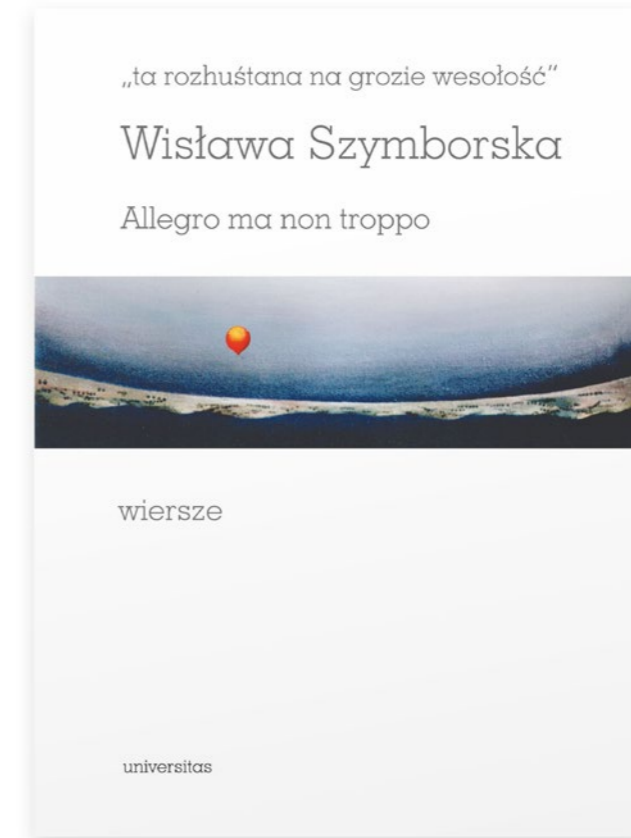 „ta rozhuśtana na grozie wesołość”
Wisława Szymborska
Allegro ma non troppo
wiersze
universitas